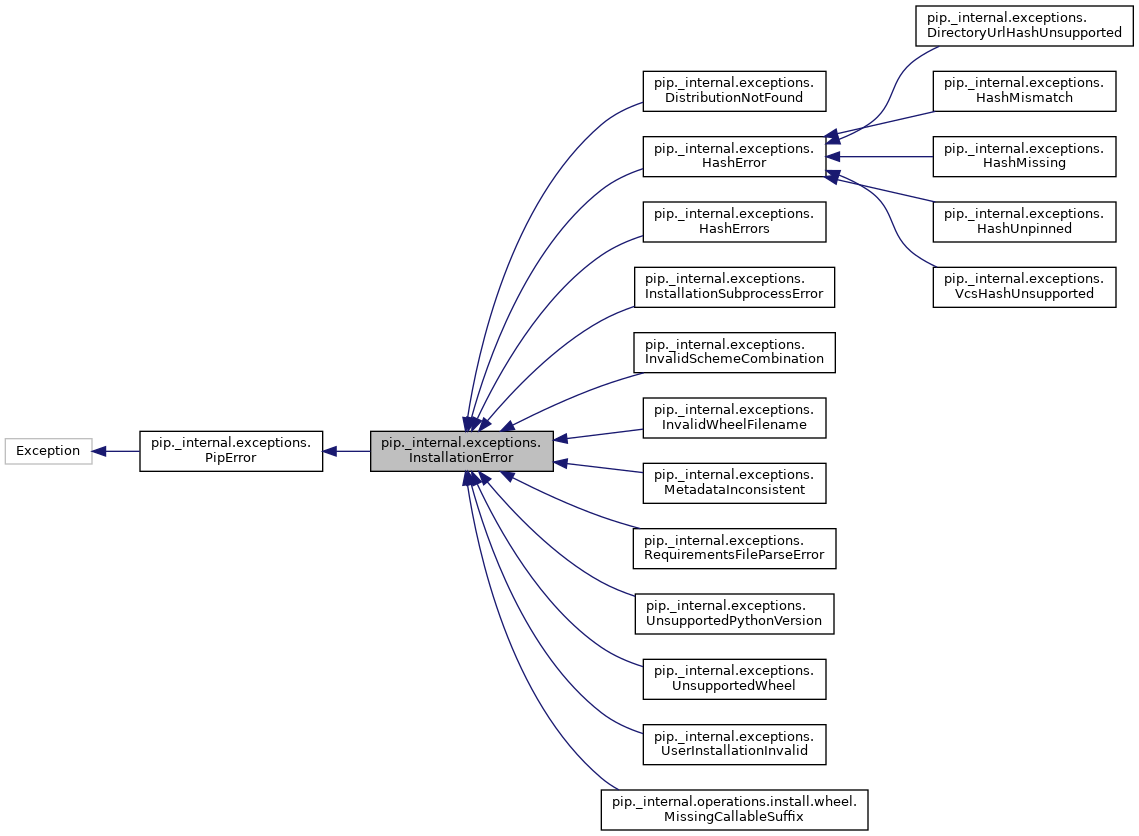 Exception
pip._internal.exceptions.
PipError
pip._internal.exceptions.
InstallationError
pip._internal.exceptions.
DistributionNotFound
pip._internal.exceptions.
HashError
pip._internal.exceptions.
HashErrors
pip._internal.exceptions.
InstallationSubprocessError
pip._internal.exceptions.
InvalidSchemeCombination
pip._internal.exceptions.
InvalidWheelFilename
pip._internal.exceptions.
MetadataInconsistent
pip._internal.exceptions.
RequirementsFileParseError
pip._internal.exceptions.
UnsupportedPythonVersion
pip._internal.exceptions.
UnsupportedWheel
pip._internal.exceptions.
UserInstallationInvalid
pip._internal.operations.install.wheel.
MissingCallableSuffix
pip._internal.exceptions.
DirectoryUrlHashUnsupported
pip._internal.exceptions.
HashMismatch
pip._internal.exceptions.
HashMissing
pip._internal.exceptions.
HashUnpinned
pip._internal.exceptions.
VcsHashUnsupported